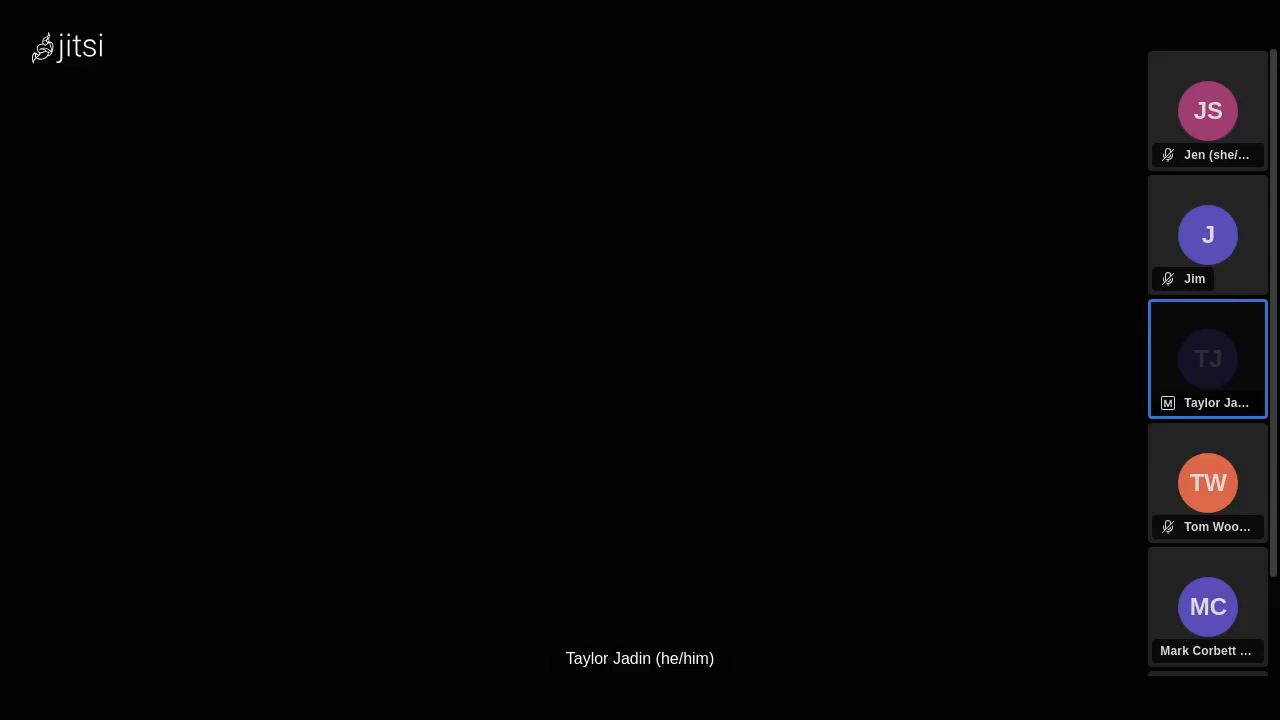 jitsi
JS
Jen (she/...
J
Jim
TJ
M
Taylor Ja...
TW
Tom Woo...
MC
Mark Corbett ...
Taylor Jadin (he/him)